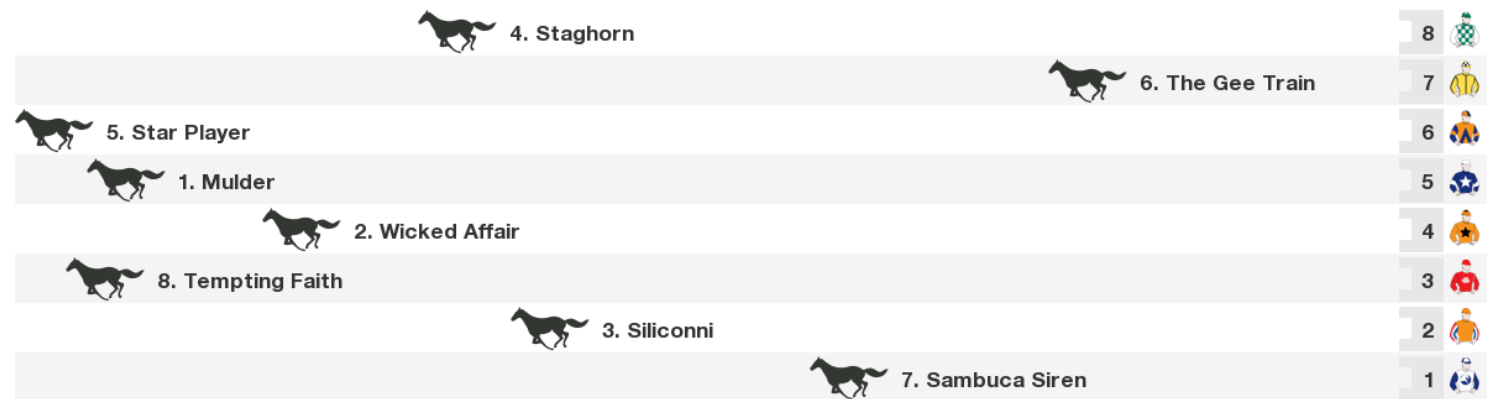 4. Staghorn 8
6. The Gee Train 7
5. Star Player 6
1. Mulder 5
2. Wicked Affair 4
8. Tempting Faith 3
3. Siliconni 2
7. Sambuca Siren 1